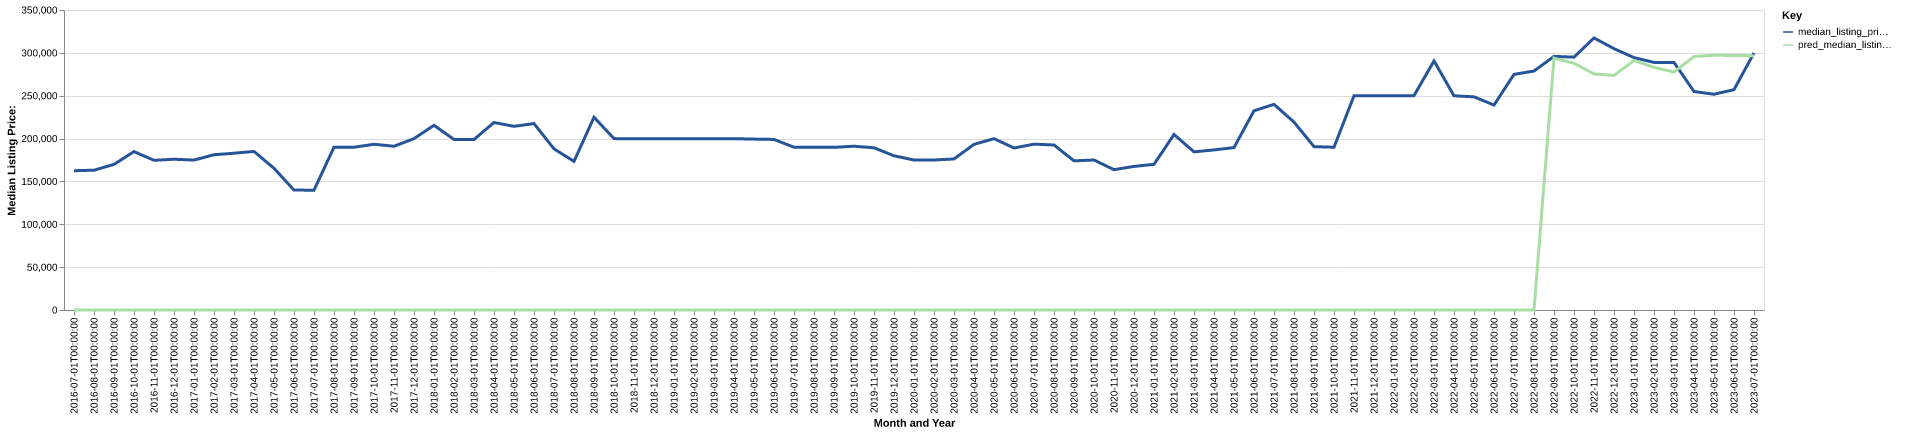 350,000
300,000
250,000
200,000
150,000
100,000
50,000
0
Median Listing Price:
2016-07-01T00:00:00
2016-08-01T00:00:00
2016-09-01T00:00:00
2016-10-01T00:00:00
2016-11-01T00:00:00
2016-12-01T00:00:00
2017-01-01T00:00:00
2017-02-01T00:00:00
2017-03-01T00:00:00
2017-04-01T00:00:00
2017-05-01T00:00:00
2017-06-01T00:00:00
2017-07-01T00:00:00
2017-08-01T00:00:00
2017-09-01T00:00:00
2017-10-01T00:00:00
2017-11-01T00:00:00
2017-12-01T00:00:00
2018-01-01T00:00:00
2018-02-01T00:00:00
2018-03-01T00:00:00
2018-04-01T00:00:00
2018-05-01T00:00:00
2018-06-01T00:00:00
2018-07-01T00:00:00
2018-08-01T00:00:00
2018-09-01T00:00:00
2018-10-01T00:00:00
2018-11-01T00:00:00
2018-12-01T00:00:00
2019-01-01T00:00:00
2019-02-01T00:00:00
2019-03-01T00:00:00
2019-04-01T00:00:00
2019-05-01T00:00:00
2019-06-01T00:00:00
2019-07-01T00:00:00
2019-08-01T00:00:00
2019-09-01T00:00:00
2019-10-01T00:00:00
2019-11-01T00:00:00
2019-12-01T00:00:00
2020-01-01T00:00:00
2020-02-01T00:00:00
2020-03-01T00:00:00
2020-04-01T00:00:00
2020-05-01T00:00:00
2020-06-01T00:00:00
2020-07-01T00:00:00
2020-08-01T00:00:00
2020-09-01T00:00:00
2020-10-01T00:00:00
2020-11-01T00:00:00
2020-12-01T00:00:00
2021-01-01T00:00:00
2021-02-01T00:00:00
2021-03-01T00:00:00
2021-04-01T00:00:00
2021-05-01T00:00:00
2021-06-01T00:00:00
2021-07-01T00:00:00
2021-08-01T00:00:00
2021-09-01T00:00:00
2021-10-01T00:00:00
2021-11-01T00:00:00
2021-12-01T00:00:00
2022-01-01T00:00:00
2022-02-01T00:00:00
2022-03-01T00:00:00
2022-04-01T00:00:00
2022-05-01T00:00:00
2022-06-01T00:00:00
2022-07-01T00:00:00
2022-08-01T00:00:00
2022-09-01T00:00:00
2022-10-01T00:00:00
2022-11-01T00:00:00
2022-12-01T00:00:00
2023-01-01T00:00:00
2023-02-01T00:00:00
2023-03-01T00:00:00
2023-04-01T00:00:00
2023-05-01T00:00:00
2023-06-01T00:00:00
2023-07-01T00:00:00
Month and Year
Key
median_listing_pri…
pred_median_listin…